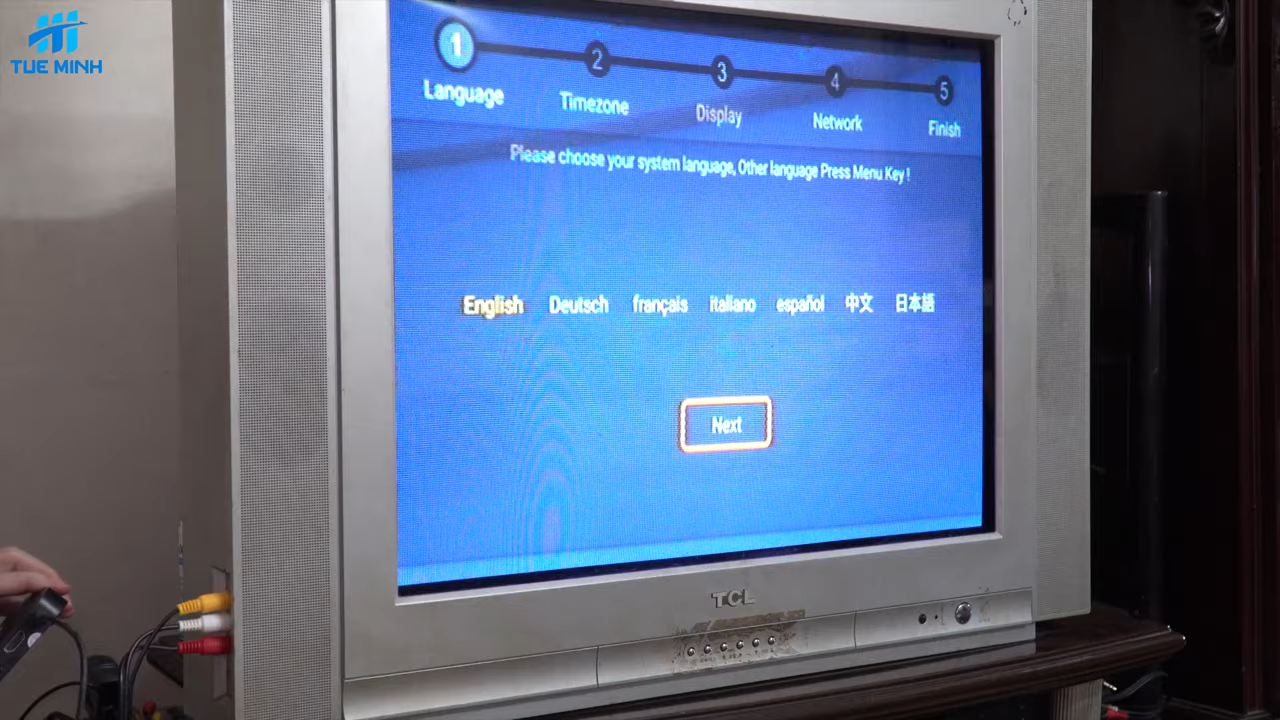 TUE MINH
1 2 3 4 5
Language Timezone Display Network Finish
Please choose your system language, Other language Press Menu Key !
English Deutsch français italiano español 中文 日本語
Next
TCL